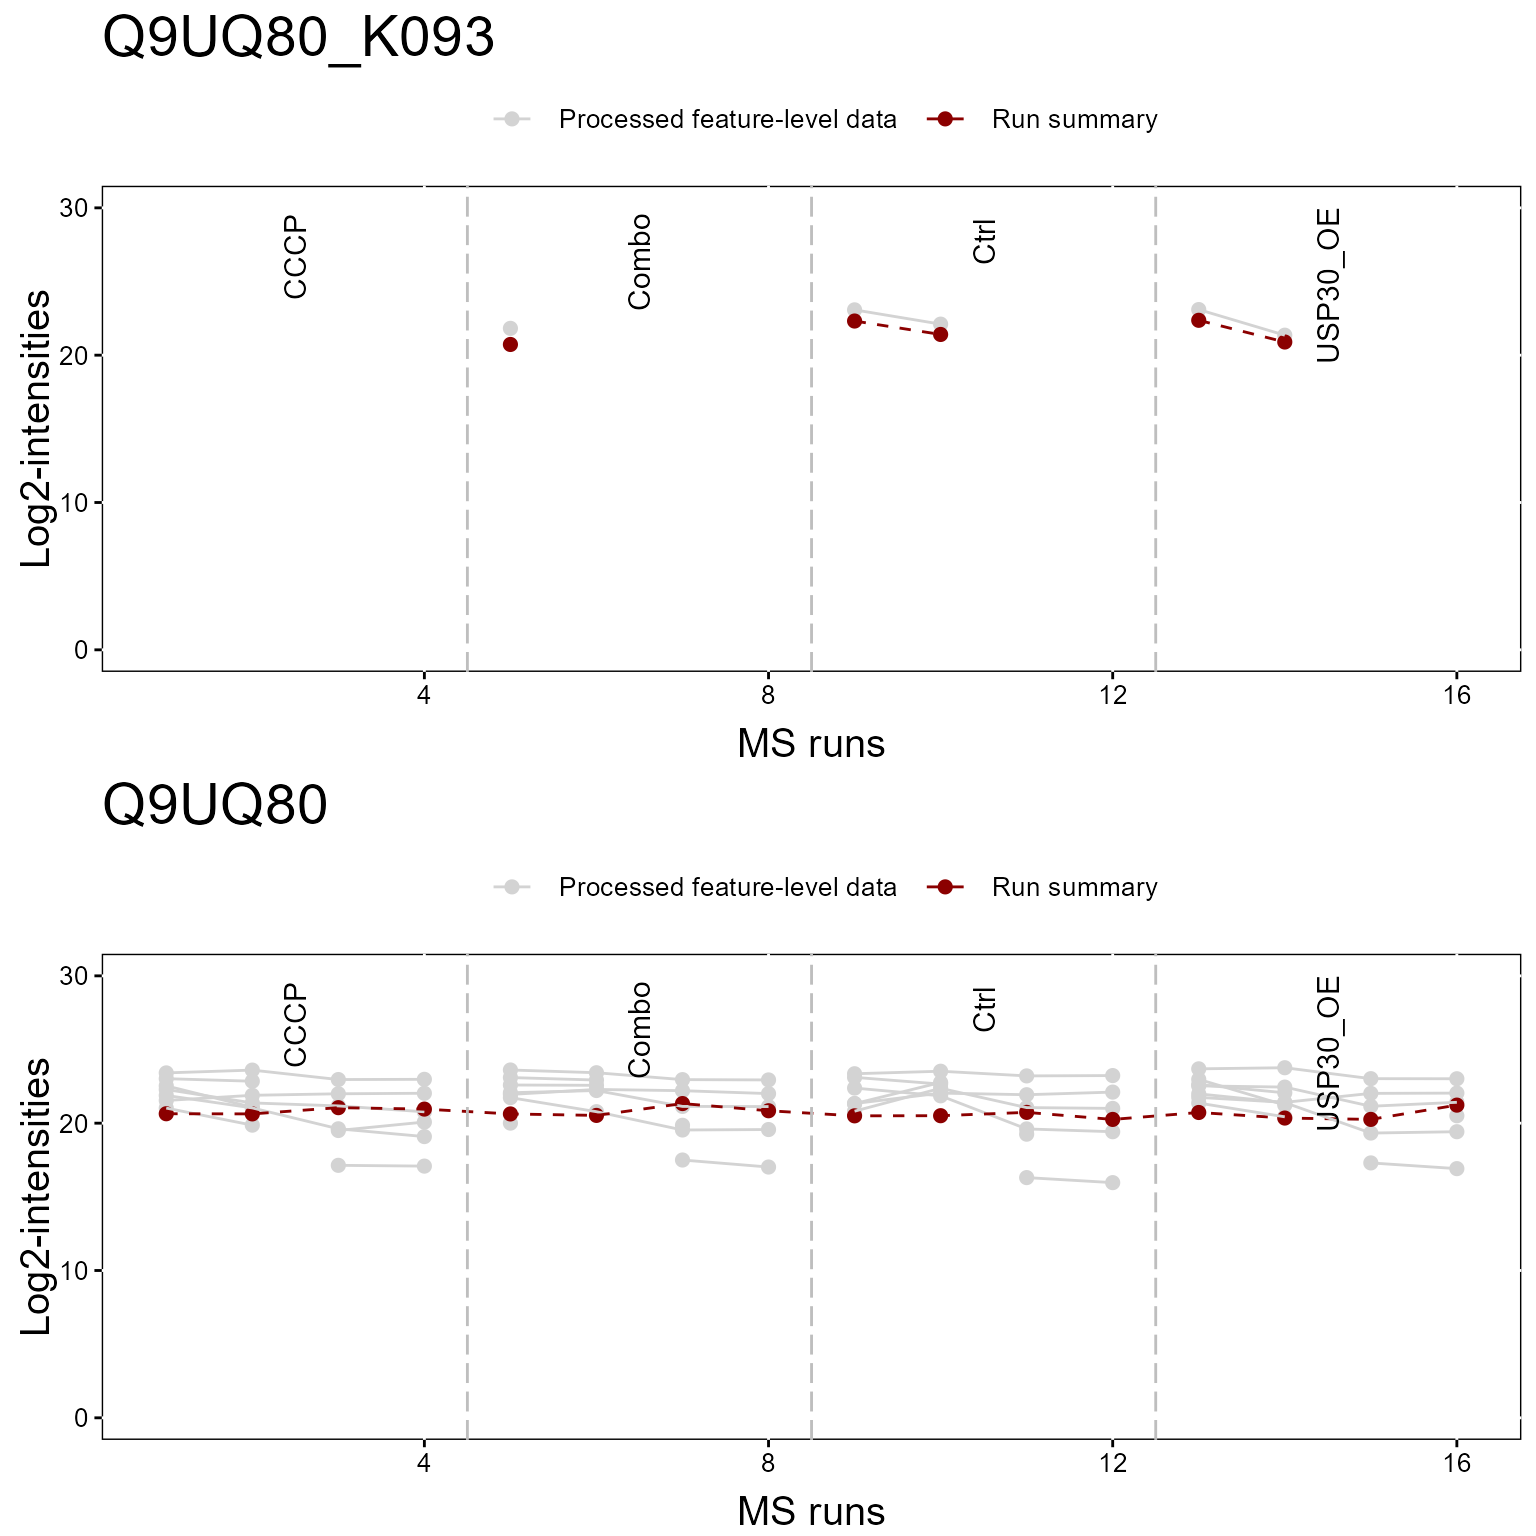 Q9UQ80_K093
Processed feature-level data Run summary
CCCP Combo Ctrl USP30_OE
30
20
10
0
Log2-intensities
4 8 12 16
MS runs
Q9UQ80
Processed feature-level data Run summary
CCCP Combo Ctrl USP30_OE
30
20
10
0
Log2-intensities
4 8 12 16
MS runs